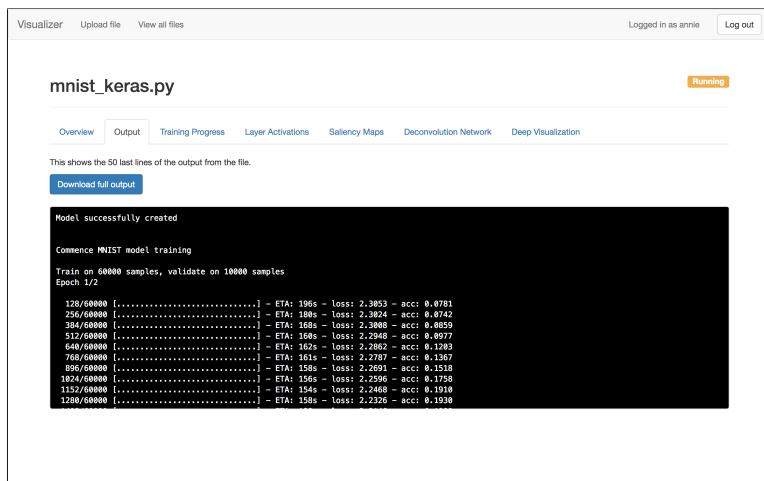 Visualizer Upload file View all files Logged in as annie Log out
mnist_keras.py Running
Overview Output Training Progress Layer Activations Saliency Maps Deconvolution Network Deep Visualization
This shows the 50 last lines of the output from the file.
Download full output
Model successfully created
Commence MNIST model training
Train on 60000 samples, validate on 10000 samples
Epoch 1/2
128/60000 [..............................] - ETA: 196s - loss: 2.3053 - acc: 0.0781
256/60000 [..............................] - ETA: 180s - loss: 2.3024 - acc: 0.0742
384/60000 [..............................] - ETA: 168s - loss: 2.3008 - acc: 0.0859
512/60000 [..............................] - ETA: 160s - loss: 2.2948 - acc: 0.0977
640/60000 [..............................] - ETA: 162s - loss: 2.2862 - acc: 0.1203
768/60000 [..............................] - ETA: 161s - loss: 2.2787 - acc: 0.1367
896/60000 [..............................] - ETA: 158s - loss: 2.2691 - acc: 0.1518
1024/60000 [..............................] - ETA: 156s - loss: 2.2596 - acc: 0.1758
1152/60000 [..............................] - ETA: 154s - loss: 2.2468 - acc: 0.1910
1280/60000 [..............................] - ETA: 158s - loss: 2.2326 - acc: 0.1930